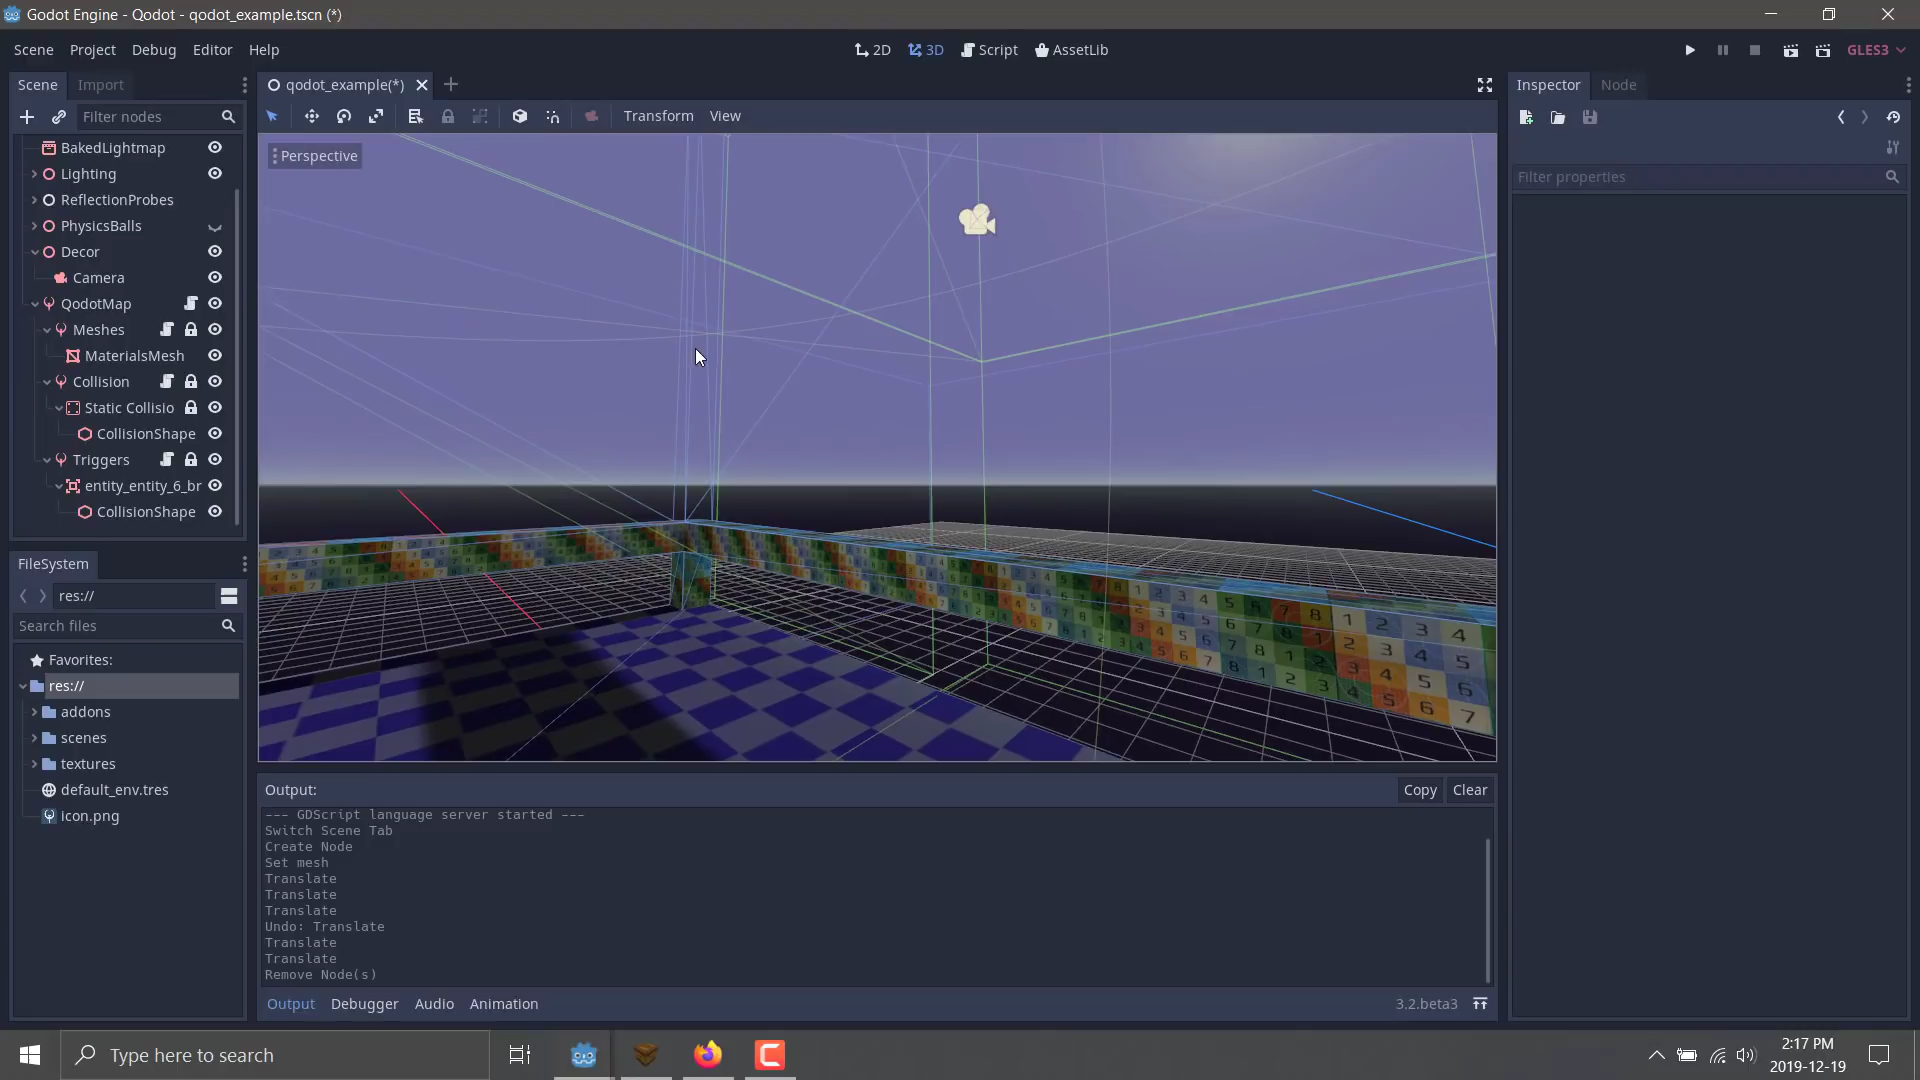 Godot Engine - Qodot - qodot_example.tscn (*)
Scene Project Debug Editor Help
2D 3D Script AssetLib
GLES3
Scene Import
qodot_example(*)
Inspector Node
Filter nodes
Transform View
Perspective
Filter properties
BakedLightmap
Lighting
ReflectionProbes
PhysicsBalls
Decor
Camera
QodotMap
Meshes
MaterialsMesh
Collision
Static Collisio
CollisionShape
Triggers
entity_entity_6_br
CollisionShape
FileSystem
res://
Search files
Favorites:
res://
addons
scenes
textures
default_env.tres
icon.png
Output:
Copy Clear
--- GDScript language server started ---
Switch Scene Tab
Create Node
Set mesh
Translate
Translate
Translate
Undo: Translate
Translate
Translate
Remove Node(s)
Output Debugger Audio Animation
3.2.beta3
Type here to search
2:17 PM
2019-12-19